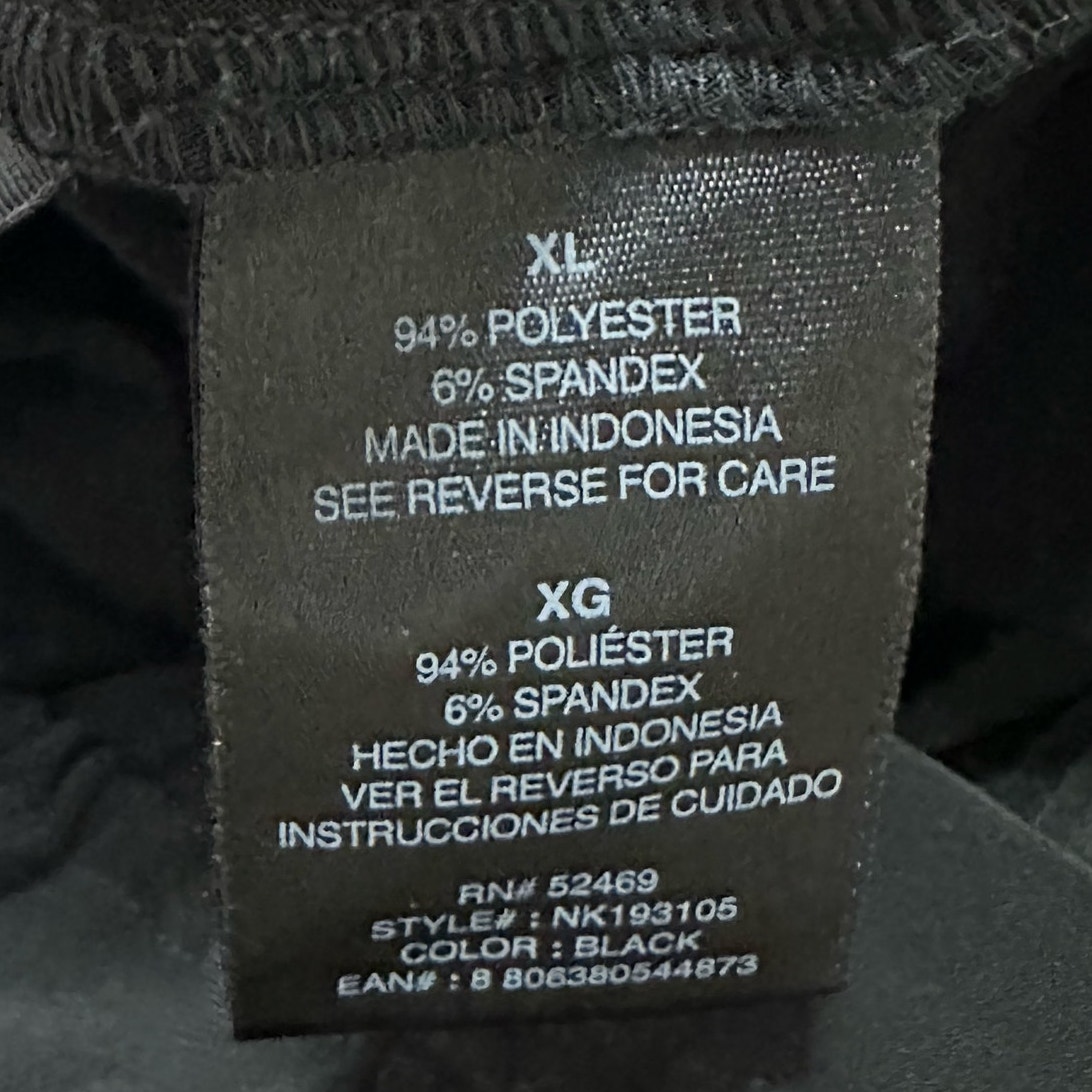 XL
94% POLYESTER
6% SPANDEX
MADE IN INDONESIA
SEE REVERSE FOR CARE
XG
94% POLIÉSTER
6% SPANDEX
HECHO EN INDONESIA
VER EL REVERSO PARA
INSTRUCCIONES DE CUIDADO
RN# 52469
STYLE# : NK193105
COLOR : BLACK
EAN# : 8 806380544873